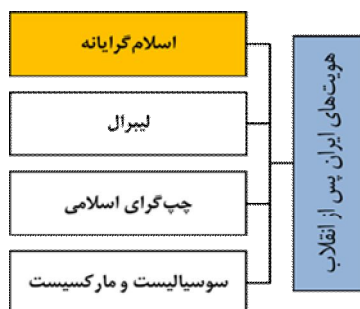 هویت‌های ایران پس از انقلاب
اسلام‌گرایانه
لیبرال
چپ‌گرای اسلامی
سوسیالیست و مارکسیست